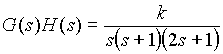 G(s)H(s) = k / s(s+1)(2s+1)